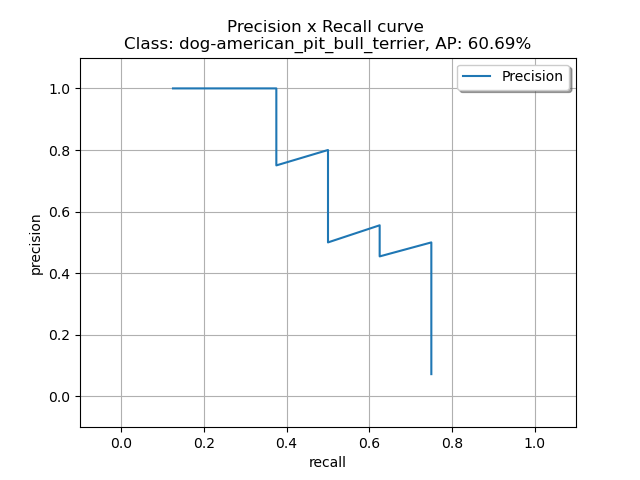 Precision x Recall curve
Class: dog-american_pit_bull_terrier, AP: 60.69%
Precision
1.0
0.8
0.6
0.4
0.2
0.0
precision
0.0 0.2 0.4 0.6 0.8 1.0
recall